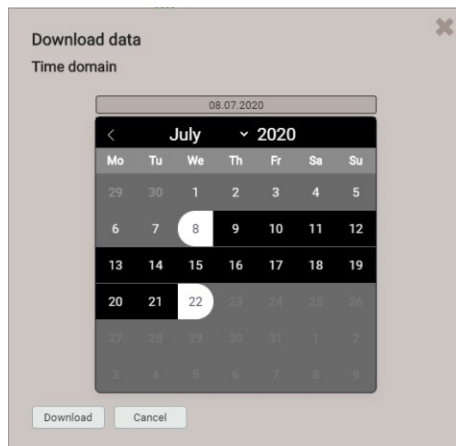 Download data
Time domain
08.07.2020
July 2020
Mo Tu We Th Fr Sa Su
29 30 1 2 3 4 5
6 7 8 9 10 11 12
13 14 15 16 17 18 19
20 21 22 23 24 25 26
27 28 29 30 31 1 2
3 4 5 6 7 8 9
Download Cancel